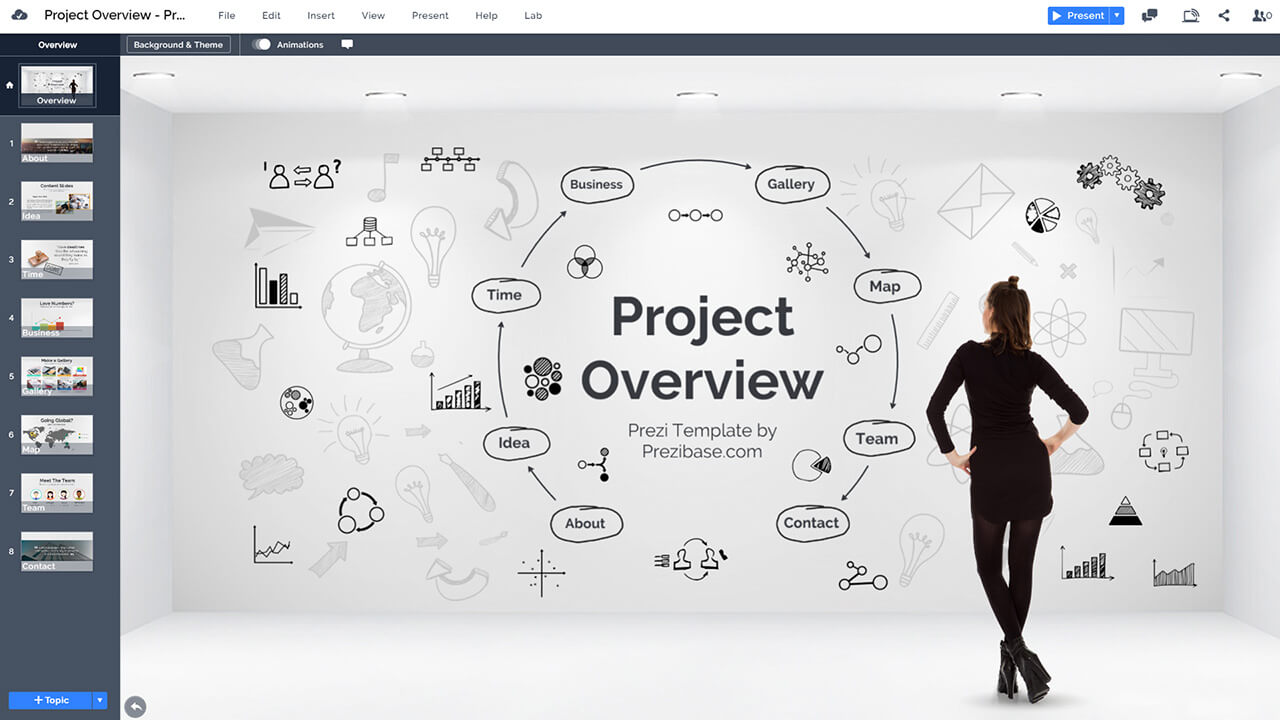 Project Overview - Pr...
File Edit Insert View Present Help Lab
Present
0
Overview
Background & Theme
Animations
Overview
1
About
2
Content Slides
Idea
3
Time
4
Love Numbers?
Business
5
Make a Gallery
Gallery
6
Going Global?
Map
7
Meet The Team
Team
8
Contact
+ Topic
! ?
Business
Gallery
Time
Map
Project
Overview
Prezi Template by
Prezibase.com
Idea
Team
About
Contact